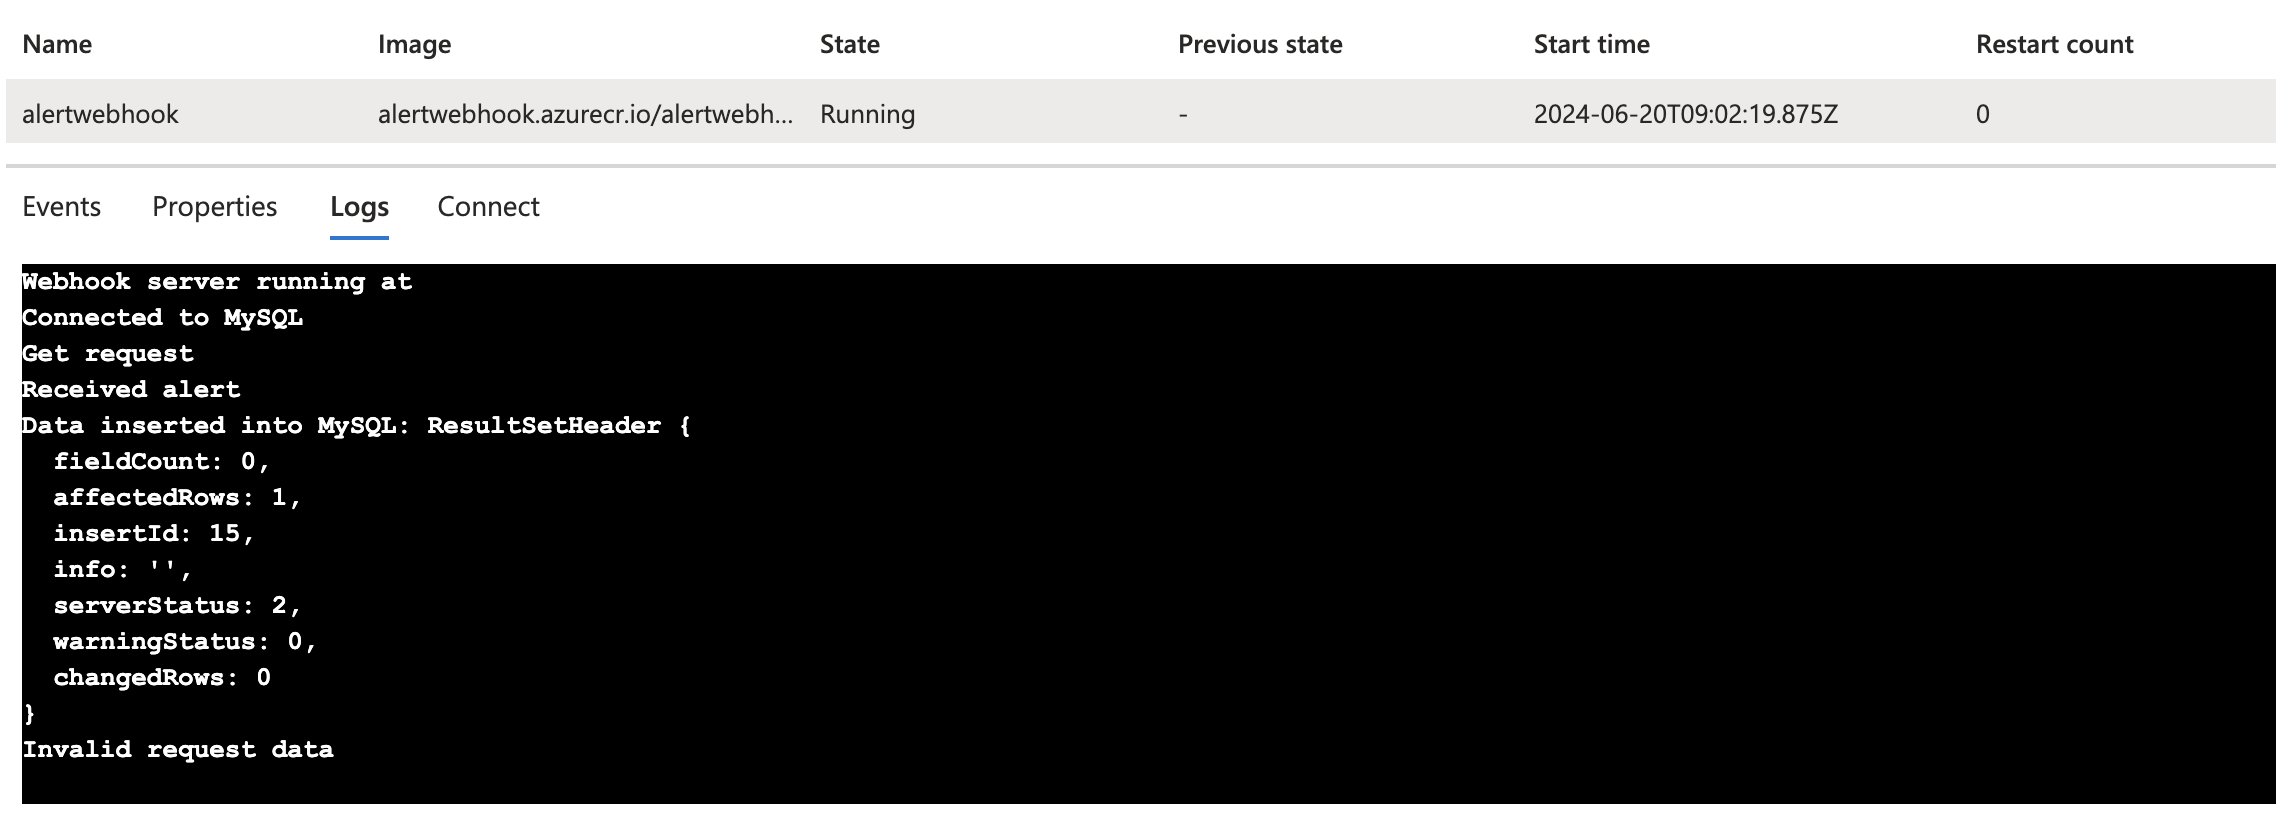 Name Image State Previous state Start time Restart count
alertwebhook alertwebhook.azurecr.io/alertwebh... Running - 2024-06-20T09:02:19.875Z 0
Events Properties Logs Connect
Webhook server running at
Connected to MySQL
Get request
Received alert
Data inserted into MySQL: ResultSetHeader {
  fieldCount: 0,
  affectedRows: 1,
  insertId: 15,
  info: '',
  serverStatus: 2,
  warningStatus: 0,
  changedRows: 0
}
Invalid request data